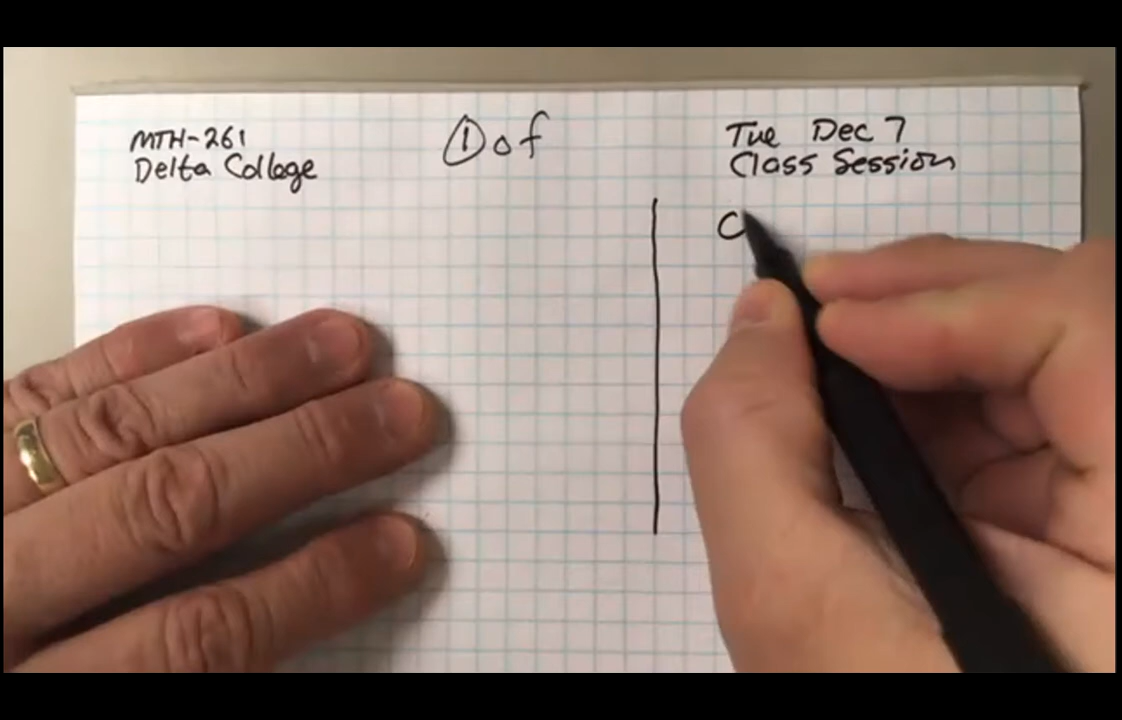 MTH-261
Delta College
① of
Tue Dec 7
Class Session
C